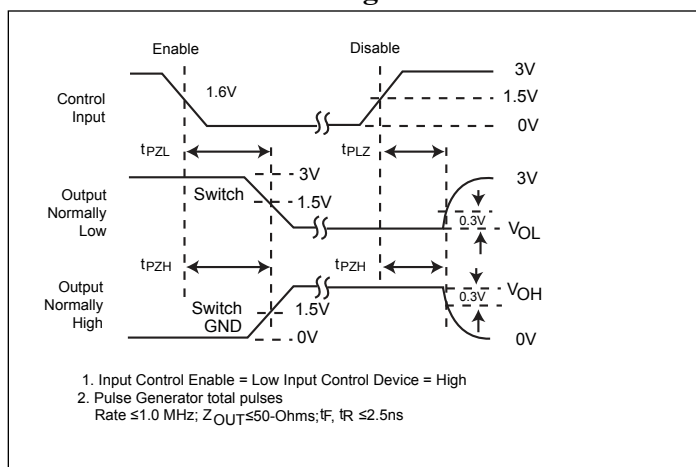 Enable
Disable
Control
Input
1.6V
3V
1.5V
0V
tPZL
tPLZ
Output
Normally
Low
Switch
3V
1.5V
3V
0.3V
VOL
tPZH
tPZH
Output
Normally
High
Switch
GND
1.5V
0V
VOH
0.3V
0V
1. Input Control Enable = Low Input Control Device = High
2. Pulse Generator total pulses
Rate ≤1.0 MHz; ZOUT≤50-Ohms;tF, tR ≤2.5ns